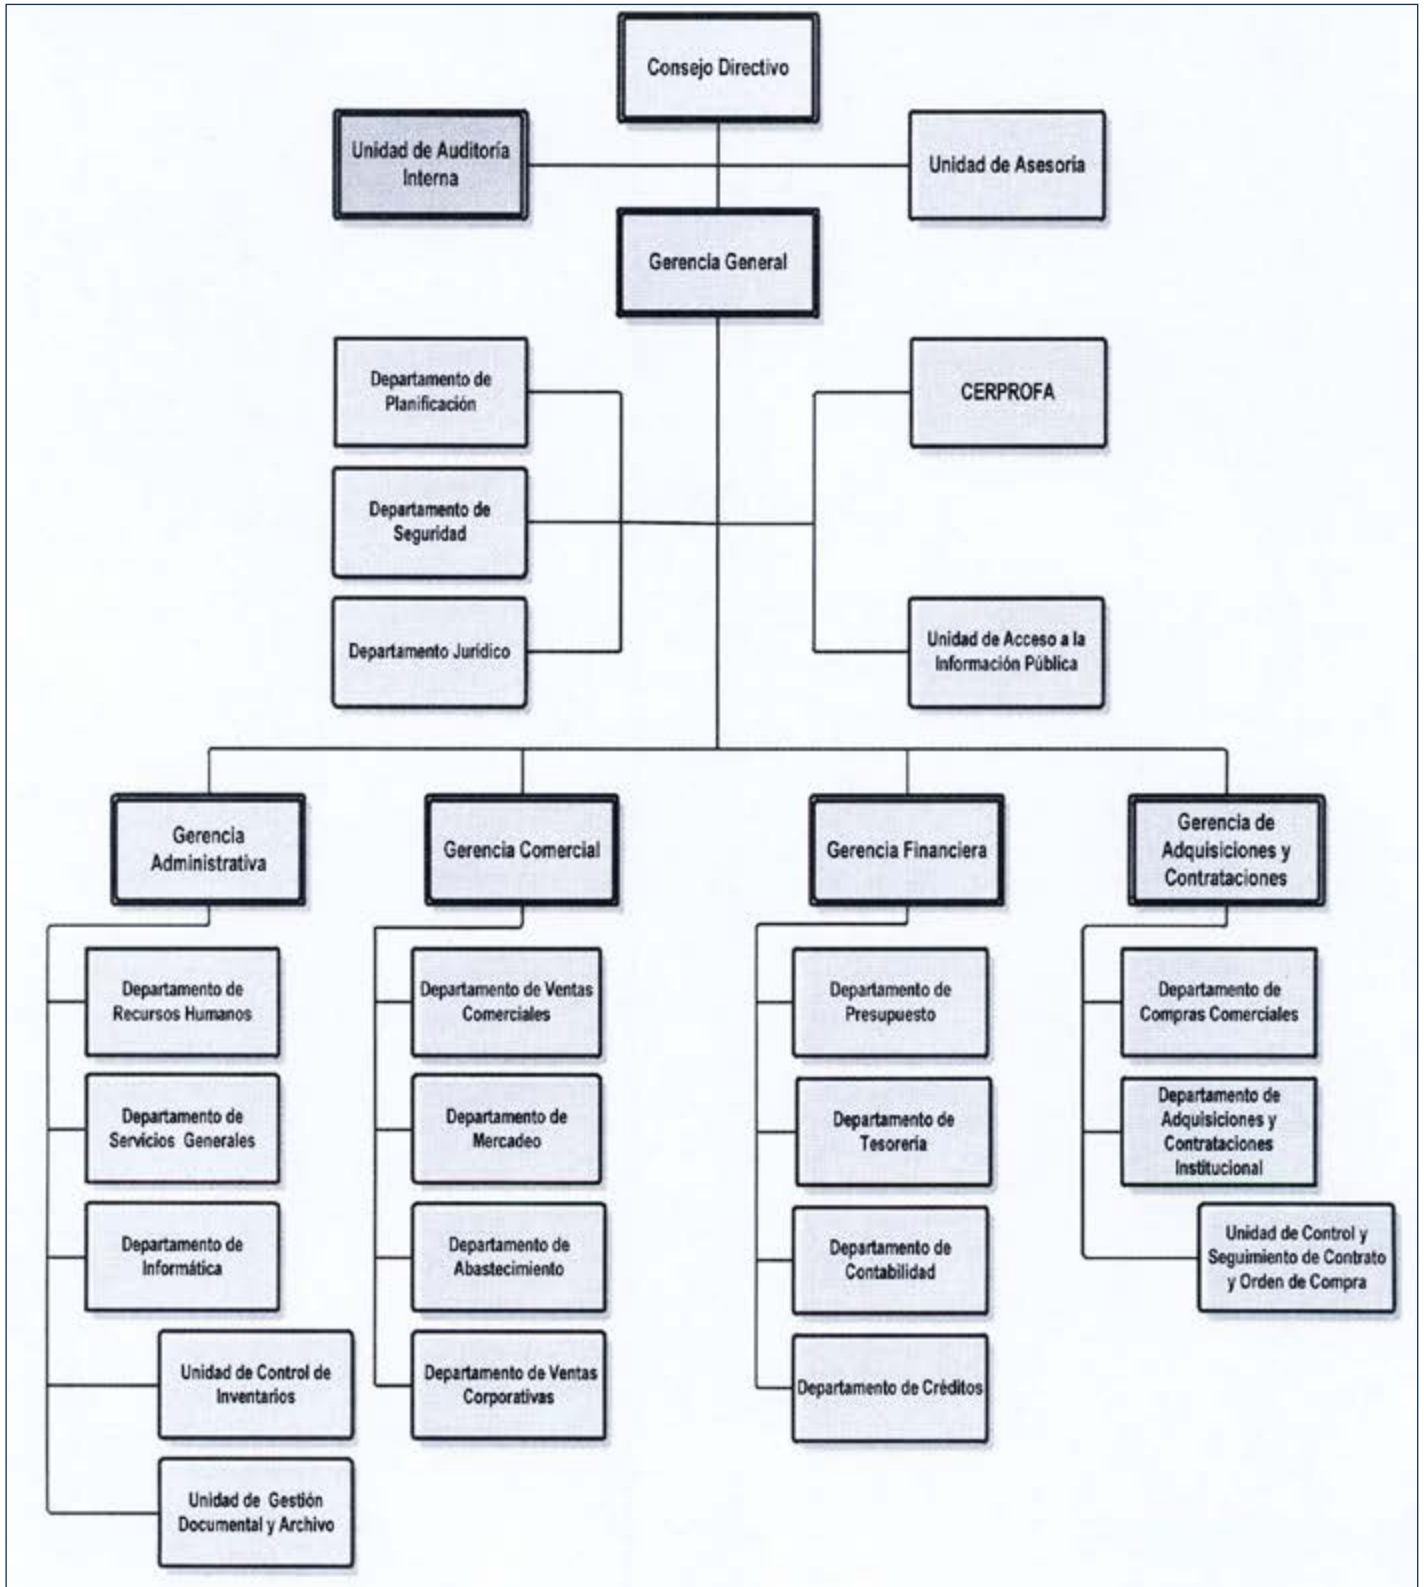 Consejo Directivo
Unidad de Auditoría
Interna
Unidad de Asesoría
Gerencia General
Departamento de
Planificación
CERPROFA
Departamento de
Seguridad
Departamento Jurídico
Unidad de Acceso a la
Información Pública
Gerencia
Administrativa
Gerencia Comercial
Gerencia Financiera
Gerencia de
Adquisiciones y
Contrataciones
Departamento de
Recursos Humanos
Departamento de Ventas
Comerciales
Departamento de
Presupuesto
Departamento de
Compras Comerciales
Departamento de
Servicios Generales
Departamento de
Mercadeo
Departamento de
Tesorería
Departamento de
Adquisiciones y
Contrataciones
Institucional
Departamento de
Informática
Departamento de
Abastecimiento
Departamento de
Contabilidad
Unidad de Control y
Seguimiento de Contrato
y Orden de Compra
Unidad de Control de
Inventarios
Departamento de Ventas
Corporativas
Departamento de Créditos
Unidad de Gestión
Documental y Archivo